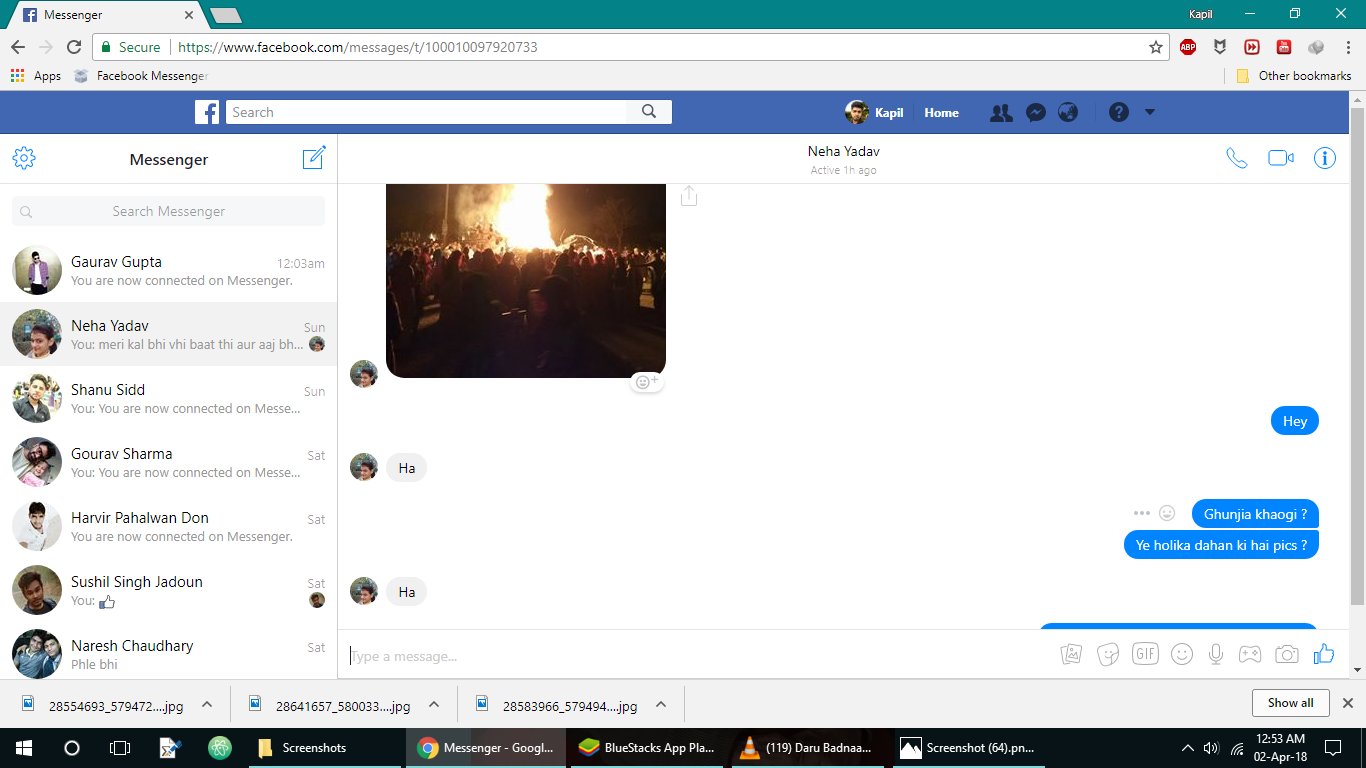 Messenger
Kapil
Secure
https://www.facebook.com/messages/t/100010097920733
ABP
Apps
Facebook Messenger
Other bookmarks
Search
Kapil
Home
Messenger
Neha Yadav
Active 1h ago
Search Messenger
Gaurav Gupta
12:03am
You are now connected on Messenger.
Neha Yadav
Sun
You: meri kal bhi vhi baat thi aur aaj bh...
Shanu Sidd
Sun
You: You are now connected on Messe...
Gourav Sharma
Sat
You: You are now connected on Messe...
Harvir Pahalwan Don
Sat
You are now connected on Messenger.
Sushil Singh Jadoun
Sat
You:
Naresh Chaudhary
Sat
Phle bhi
Hey
Ha
Ghunjia khaogi ?
Ye holika dahan ki hai pics ?
Ha
Type a message...
GIF
28554693_579472....jpg
28641657_580033....jpg
28583966_579494....jpg
Show all
Screenshots
Messenger - Googl...
BlueStacks App Pla...
(119) Daru Badnaa...
Screenshot (64).pn...
12:53 AM
02-Apr-18